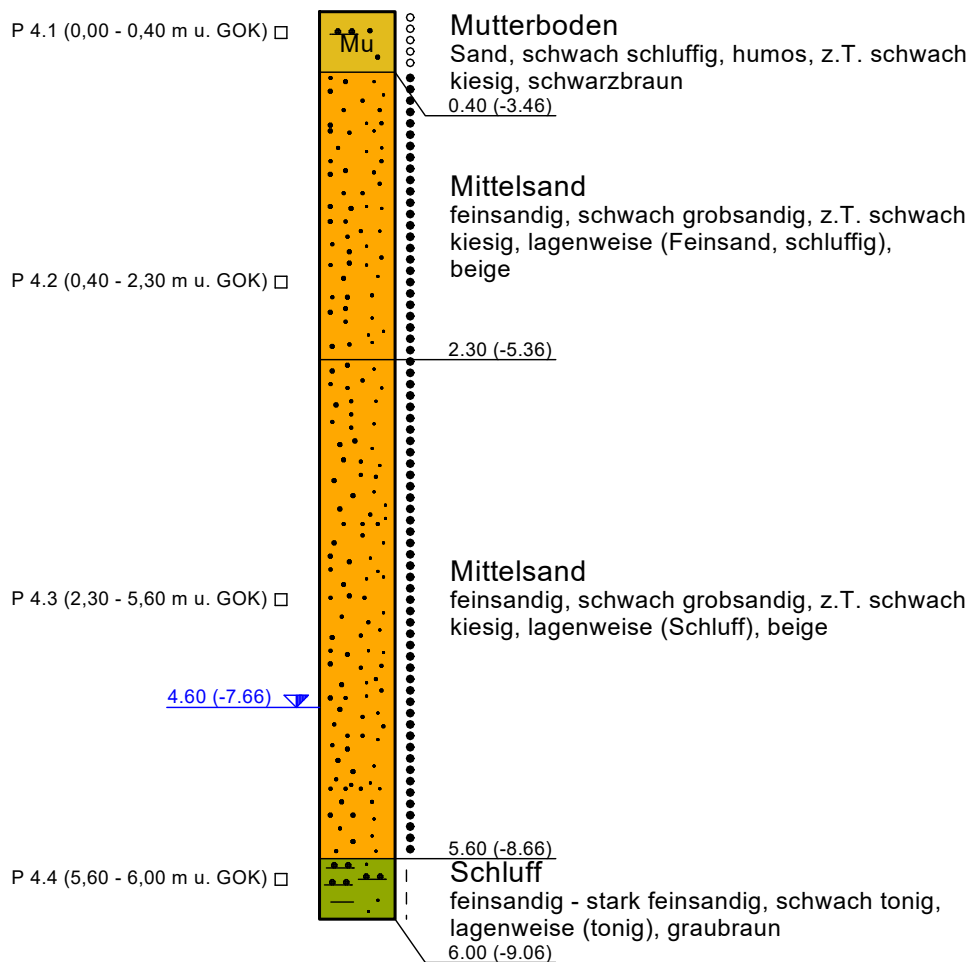 P 4.1 (0,00 - 0,40 m u. GOK)
Mu
Mutterboden
Sand, schwach schluffig, humos, z.T. schwach
kiesig, schwarzbraun
0.40 (-3.46)
Mittelsand
feinsandig, schwach grobsandig, z.T. schwach
kiesig, lagenweise (Feinsand, schluffig),
beige
P 4.2 (0,40 - 2,30 m u. GOK)
2.30 (-5.36)
Mittelsand
feinsandig, schwach grobsandig, z.T. schwach
kiesig, lagenweise (Schluff), beige
P 4.3 (2,30 - 5,60 m u. GOK)
4.60 (-7.66)
5.60 (-8.66)
Schluff
feinsandig - stark feinsandig, schwach tonig,
lagenweise (tonig), graubraun
P 4.4 (5,60 - 6,00 m u. GOK)
6.00 (-9.06)